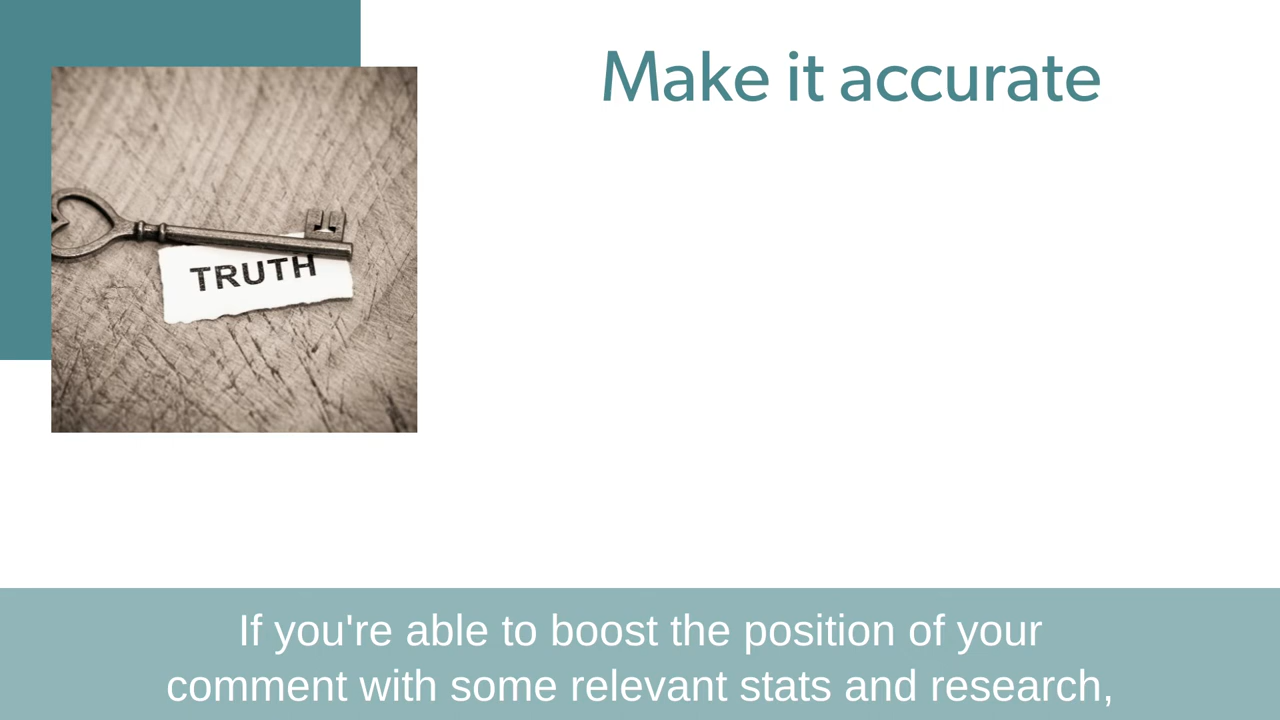 Make it accurate
TRUTH
If you're able to boost the position of your
comment with some relevant stats and research,